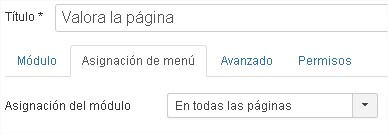 Título * Valora la página
Módulo Asignación de menú Avanzado Permisos
Asignación del módulo En todas las páginas